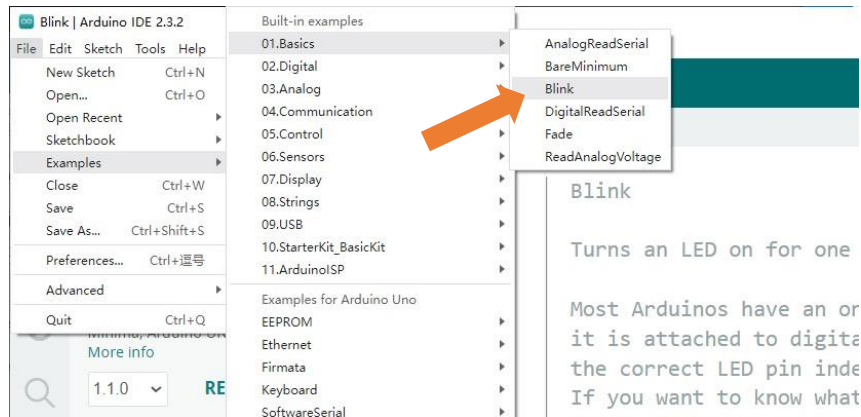 Blink | Arduino IDE 2.3.2
File Edit Sketch Tools Help
New Sketch Ctrl+N
Open... Ctrl+O
Open Recent
Sketchbook
Examples
Close Ctrl+W
Save Ctrl+S
Save As... Ctrl+Shift+S
Preferences... Ctrl+逗号
Advanced
Quit Ctrl+Q
More info
1.1.0
RE
Built-in examples
01.Basics
02.Digital
03.Analog
04.Communication
05.Control
06.Sensors
07.Display
08.Strings
09.USB
10.StarterKit_BasicKit
11.ArduinoISP
Examples for Arduino Uno
EEPROM
Ethernet
Firmata
Keyboard
SoftwareSerial
AnalogReadSerial
BareMinimum
Blink
DigitalReadSerial
Fade
ReadAnalogVoltage
Blink
Turns an LED on for one
Most Arduinos have an on
it is attached to digita
the correct LED pin inde
If you want to know what